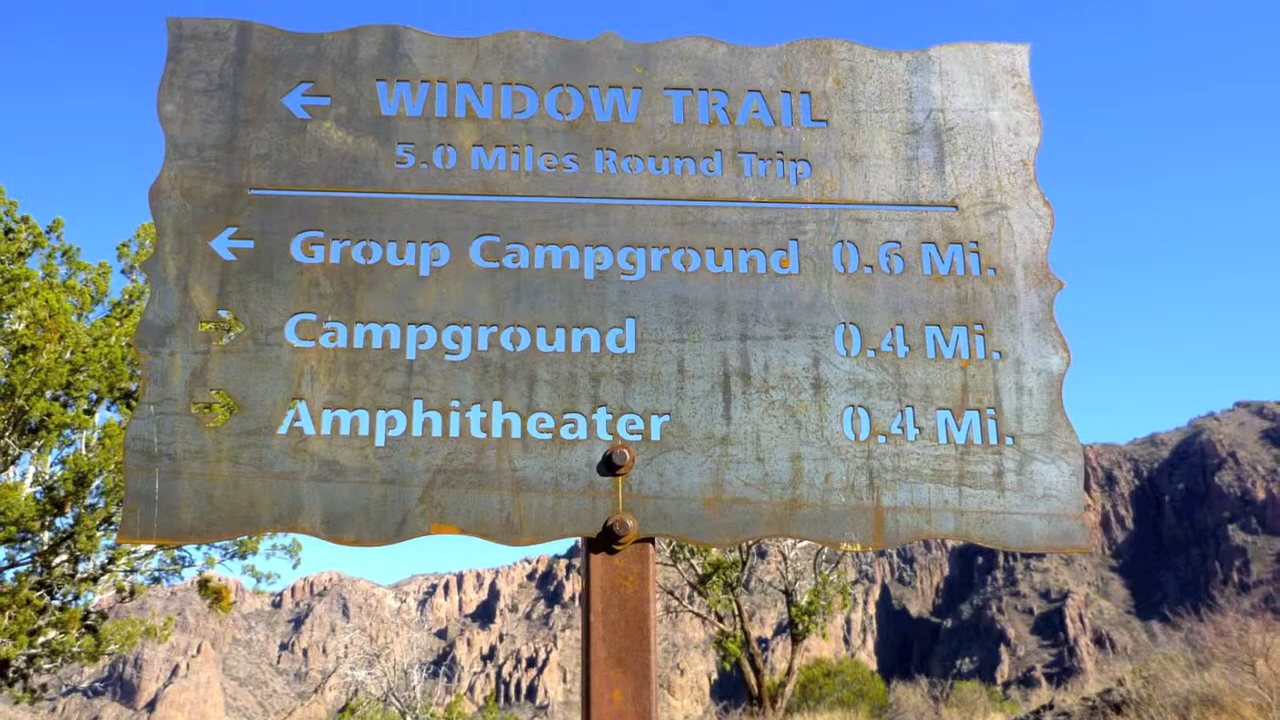 ← WINDOW TRAIL
5.0 Miles Round Trip
← Group Campground 0.6 Mi.
→ Campground 0.4 Mi.
→ Amphitheater 0.4 Mi.